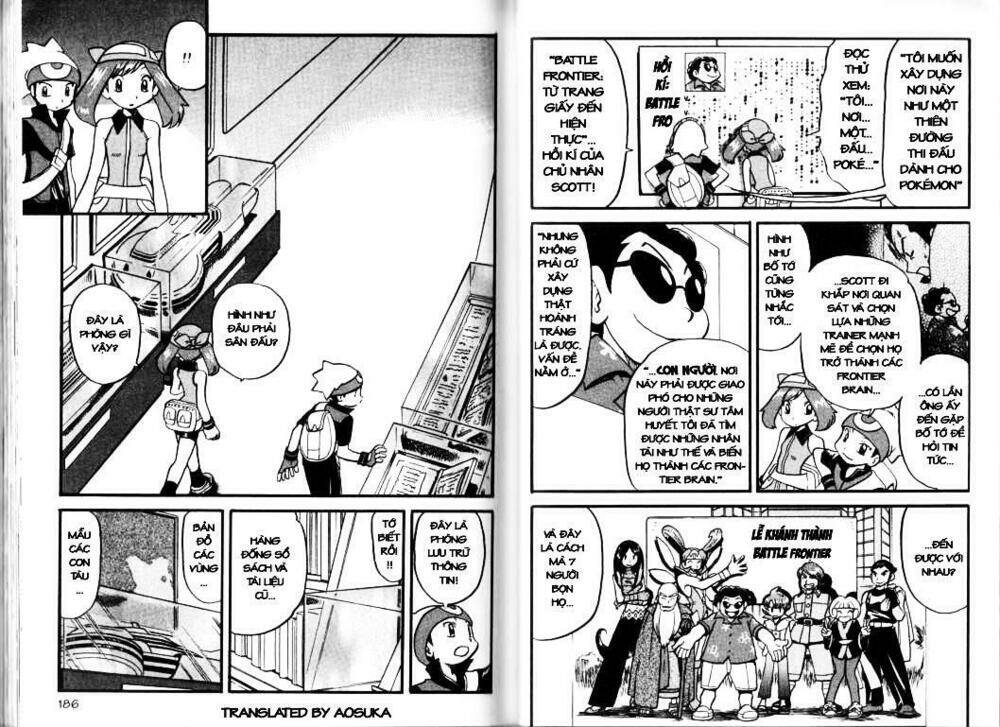 !!
ĐÂY LÀ
PHÒNG GÌ
VẬY?
HÌNH NHƯ
ĐÂU PHẢI
SÂN ĐẤU?
MẪU
CÁC
CON
TÀU
...
BẢN
ĐỒ
CÁC
VÙNG
...
HÀNG
ĐỐNG SỔ
SÁCH VÀ
TÀI LIỆU
CŨ...
TỚ
BIẾT
RỒI
!!
ĐÂY LÀ
PHÒNG
LƯU TRỮ
THÔNG
TIN!
186
TRANSLATED BY AOSUKA
"BATTLE
FRONTIER:
TỪ TRANG
GIẤY ĐẾN
HIỆN
THỰC"...
HỒI KÍ CỦA
CHỦ NHÂN
SCOTT!
HỒI
KÍ:
BATTLE
FRO
ĐỌC
THỬ
XEM:
"TÔI...
NƠI...
MỘT...
ĐẤU...
POKÉ..."
"TÔI MUỐN
XÂY DỰNG
NƠI NÀY
NHƯ MỘT
THIÊN
ĐƯỜNG
THI ĐẤU
DÀNH CHO
POKÉMON"
"NHƯNG
KHÔNG
PHẢI CỨ
XÂY
DỰNG
THẬT
HOÀNH
TRÁNG
LÀ ĐƯỢC.
VẤN ĐỀ
NẰM Ở..."
"...CON NGƯỜI. NƠI
NÀY PHẢI ĐƯỢC GIAO
PHÓ CHO NHỮNG
NGƯỜI THẬT SỰ TÂM
HUYẾT. TÔI ĐÃ TÌM
ĐƯỢC NHỮNG NHÂN
TÀI NHƯ THẾ VÀ BIẾN
HỌ THÀNH CÁC FRON-
TIER BRAIN."
HÌNH
NHƯ
BỐ TỚ
CŨNG
TỪNG
NHẮC
TỚI...
...SCOTT ĐI
KHẮP NƠI QUAN
SÁT VÀ CHỌN
LỰA NHỮNG
TRAINER MẠNH
MẼ ĐỂ CHỌN HỌ
TRỞ THÀNH CÁC
FRONTIER
BRAIN...
...CÓ LẦN
ÔNG ẤY
ĐẾN GẶP
BỐ TỚ ĐỂ
HỎI TIN
TỨC...
VÀ ĐÂY
LÀ CÁCH
MÀ 7
NGƯỜI
BỌN
HỌ...
LỄ KHÁNH THÀNH
BATTLE FRONTIER
...ĐẾN
ĐƯỢC VỚI
NHAU?